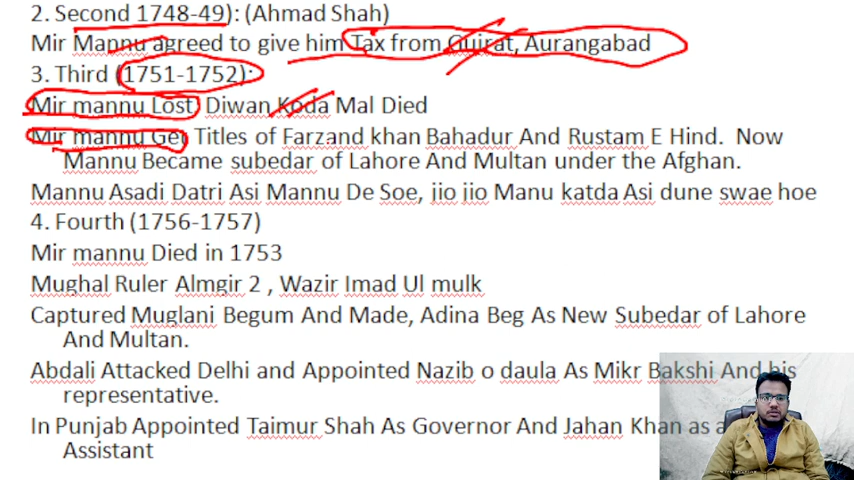 2. Second 1748-49): (Ahmad Shah)
Mir Mannu agreed to give him Tax from Gujrat, Aurangabad
3. Third (1751-1752):
Mir mannu Lost, Diwan Koda Mal Died
Mir mannu Get Titles of Farzand khan Bahadur And Rustam E Hind. Now
Mannu Became subedar of Lahore And Multan under the Afghan.
Mannu Asadi Datri Asi Mannu De Soe, jio jio Manu katda Asi dune swae hoe
4. Fourth (1756-1757)
Mir mannu Died in 1753
Mughal Ruler Almgir 2 , Wazir Imad Ul mulk
Captured Muglani Begum And Made, Adina Beg As New Subedar of Lahore
And Multan.
Abdali Attacked Delhi and Appointed Nazib o daula As Mikr Bakshi And his
representative.
In Punjab Appointed Taimur Shah As Governor And Jahan Khan as a
Assistant